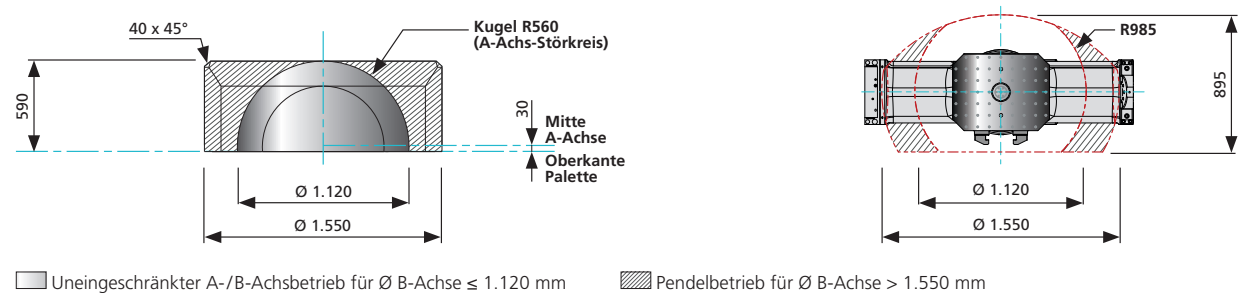 40 x 45°
Kugel R560
(A-Achs-Störkreis)
590
30
Mitte
A-Achse
Oberkante
Palette
Ø 1.120
Ø 1.550
R985
895
Ø 1.120
Ø 1.550
Uneingeschränkter A-/B-Achsbetrieb für Ø B-Achse ≤ 1.120 mm
Pendelbetrieb für Ø B-Achse > 1.550 mm